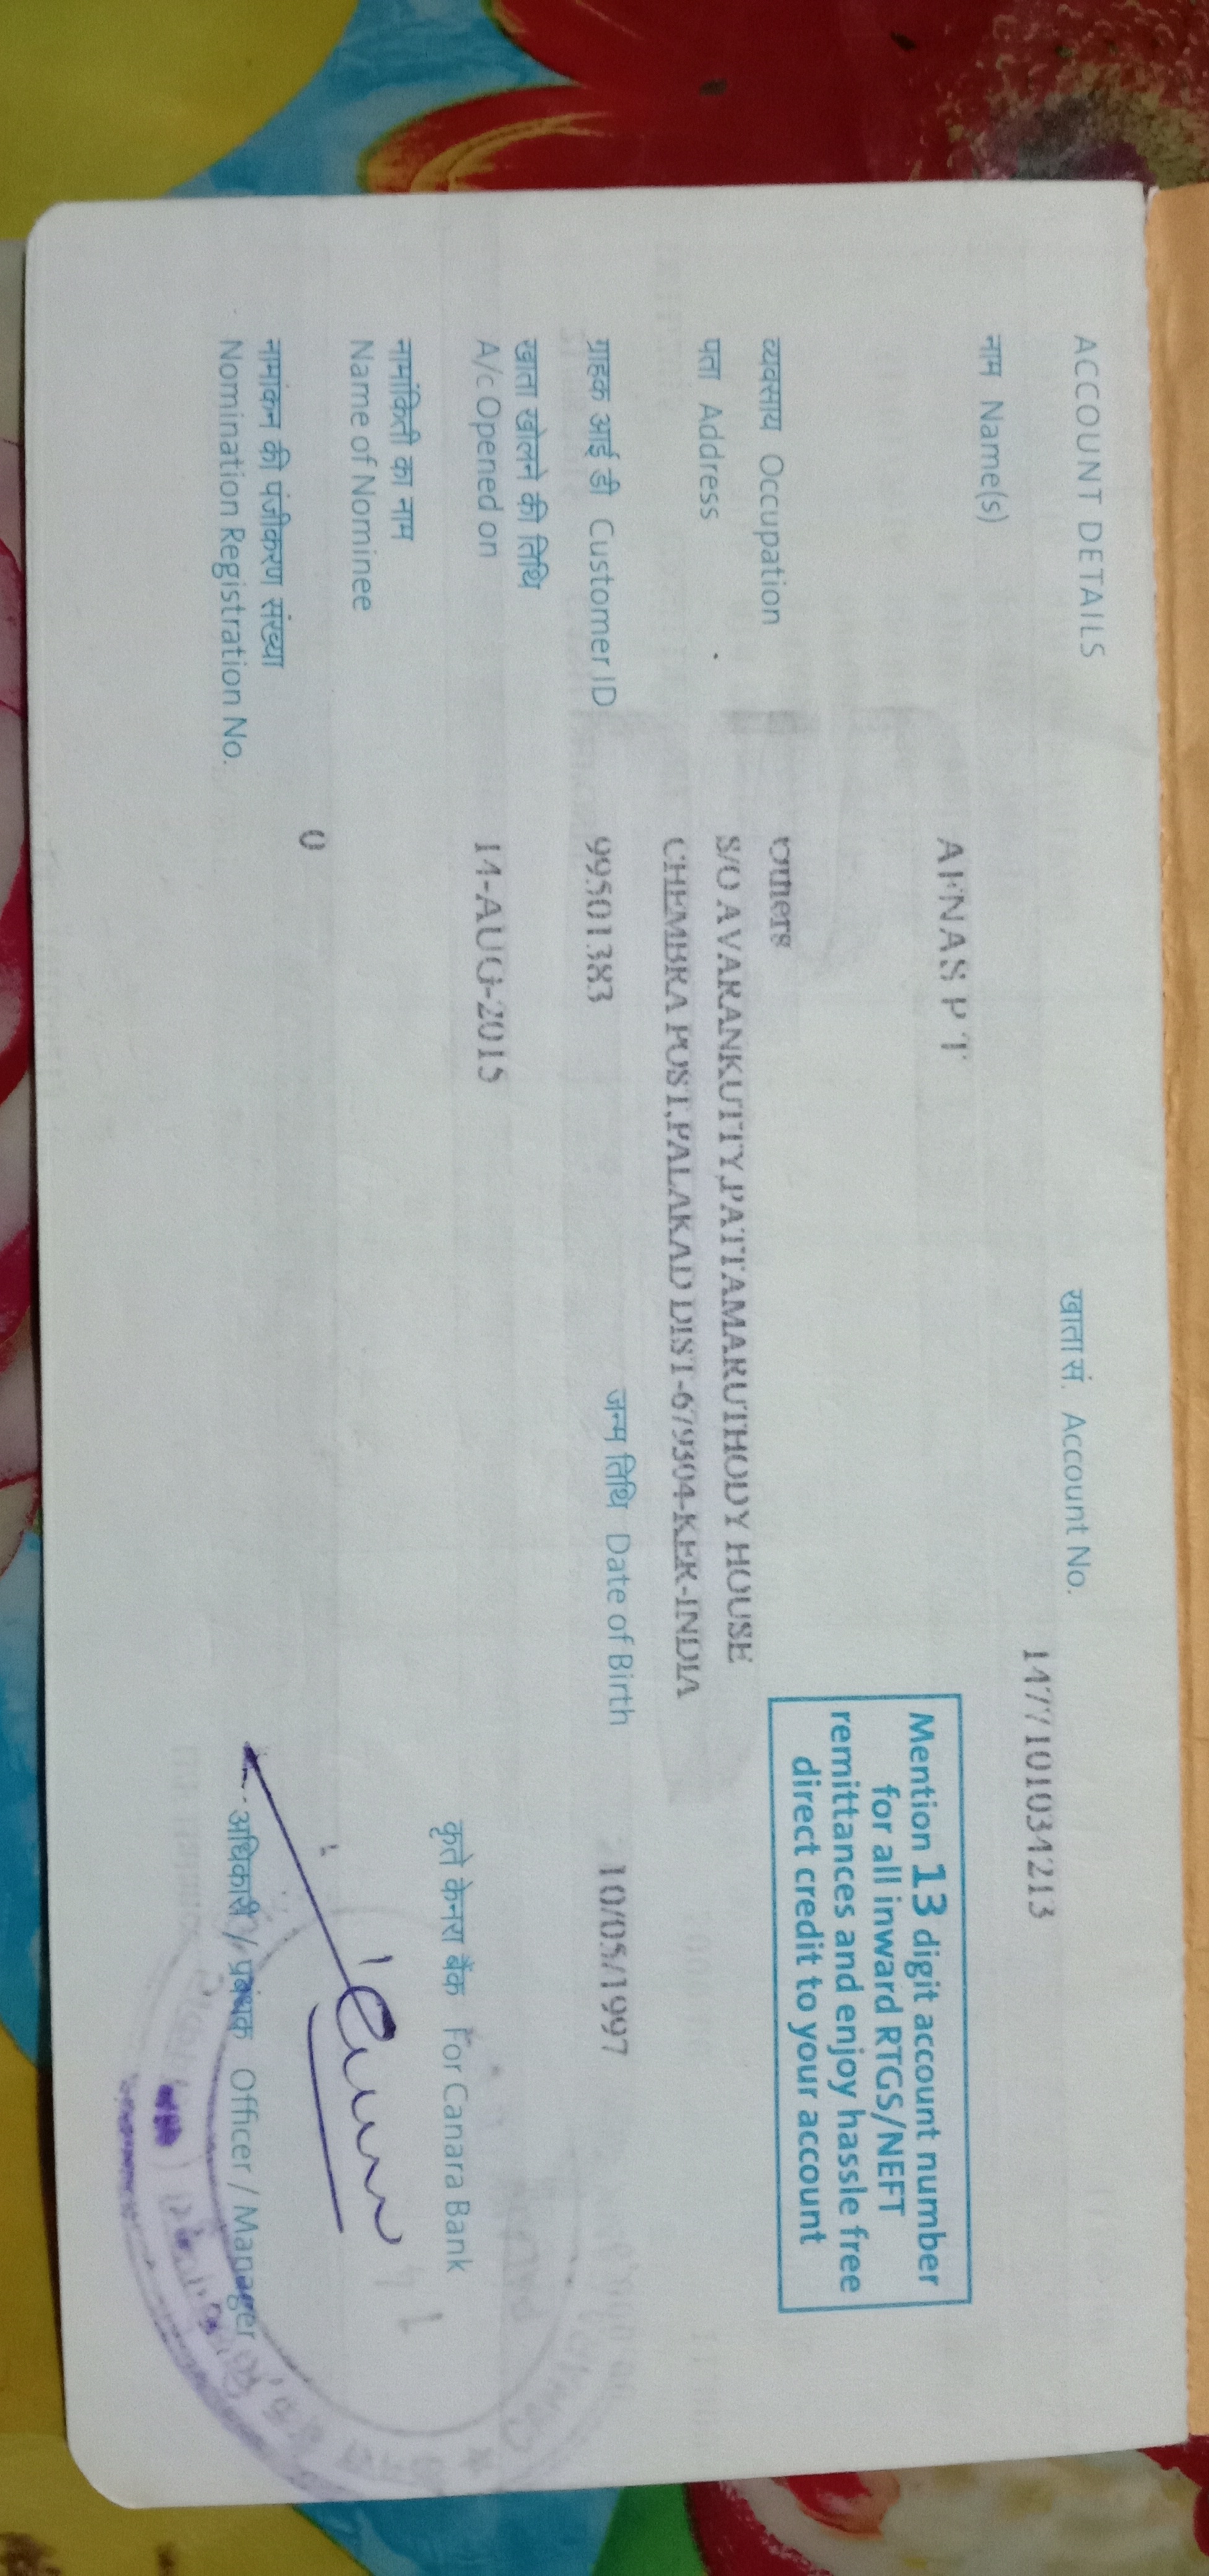 ACCOUNT DETAILS
खाता सं. Account No.
1477101034213
नाम Name(s)
AFNAS P T
Mention 13 digit account number
for all inward RTGS/NEFT
remittances and enjoy hassle free
direct credit to your account
व्यवसाय Occupation
Others
पता Address
S/O AVARANKUTTY,PATTAMARUTHODY HOUSE
CHEMBRA POST,PALAKAD DIST-679304-KER-INDIA
ग्राहक आई डी Customer ID 99501383 जन्म तिथि Date of Birth 10/05/1997
खाता खोलने की तिथि
A/c Opened on 14-AUG-2015
नामांकिती का नाम
Name of Nominee
कृते केनरा बैंक For Canara Bank
0
नामांकन की पंजीकरण संख्या
Nomination Registration No.
अधिकारी / प्रबंधक Officer / Manager